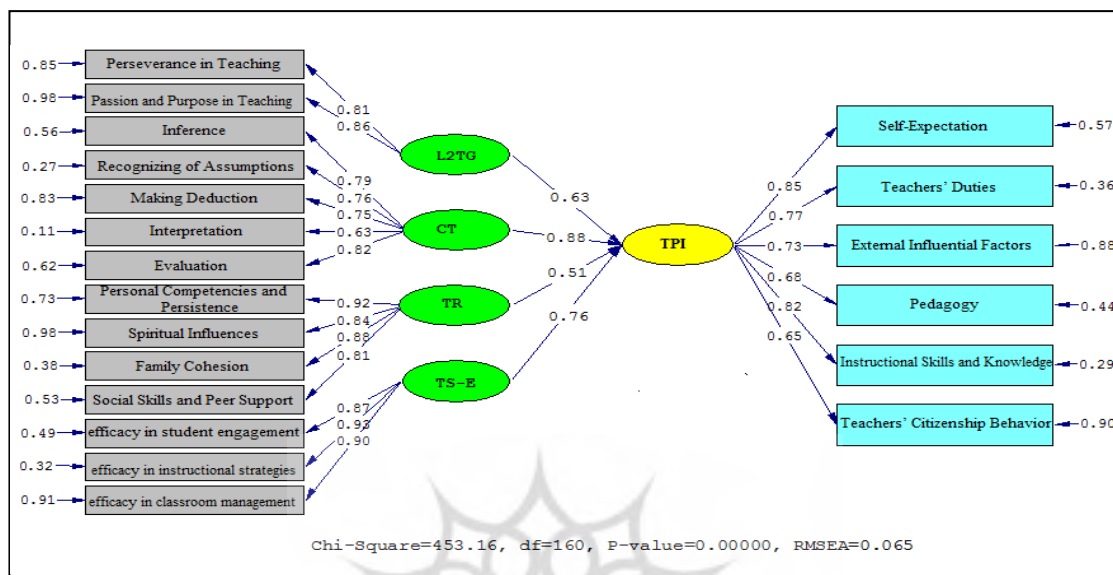 0.85 Perseverance in Teaching
0.98 Passion and Purpose in Teaching
0.56 Inference
0.27 Recognizing of Assumptions
0.83 Making Deduction
0.11 Interpretation
0.62 Evaluation
0.73 Personal Competencies and
Persistence
0.98 Spiritual Influences
0.38 Family Cohesion
0.53 Social Skills and Peer Support
0.49 efficacy in student engagement
0.32 efficacy in instructional strategies
0.91 efficacy in classroom management
0.81
0.86
0.79
0.76
0.75
0.63
0.82
0.92
0.84
0.88
0.81
0.87
0.93
0.90
L2TG
CT
TR
TS-E
0.63
0.88
0.51
0.76
TPI
0.85
0.77
0.73
0.68
0.82
0.65
Self-Expectation 0.57
Teachers' Duties 0.36
External Influential Factors 0.88
Pedagogy 0.44
Instructional Skills and Knowledge 0.29
Teachers' Citizenship Behavior 0.90
Chi-Square=453.16, df=160, P-value=0.00000, RMSEA=0.065